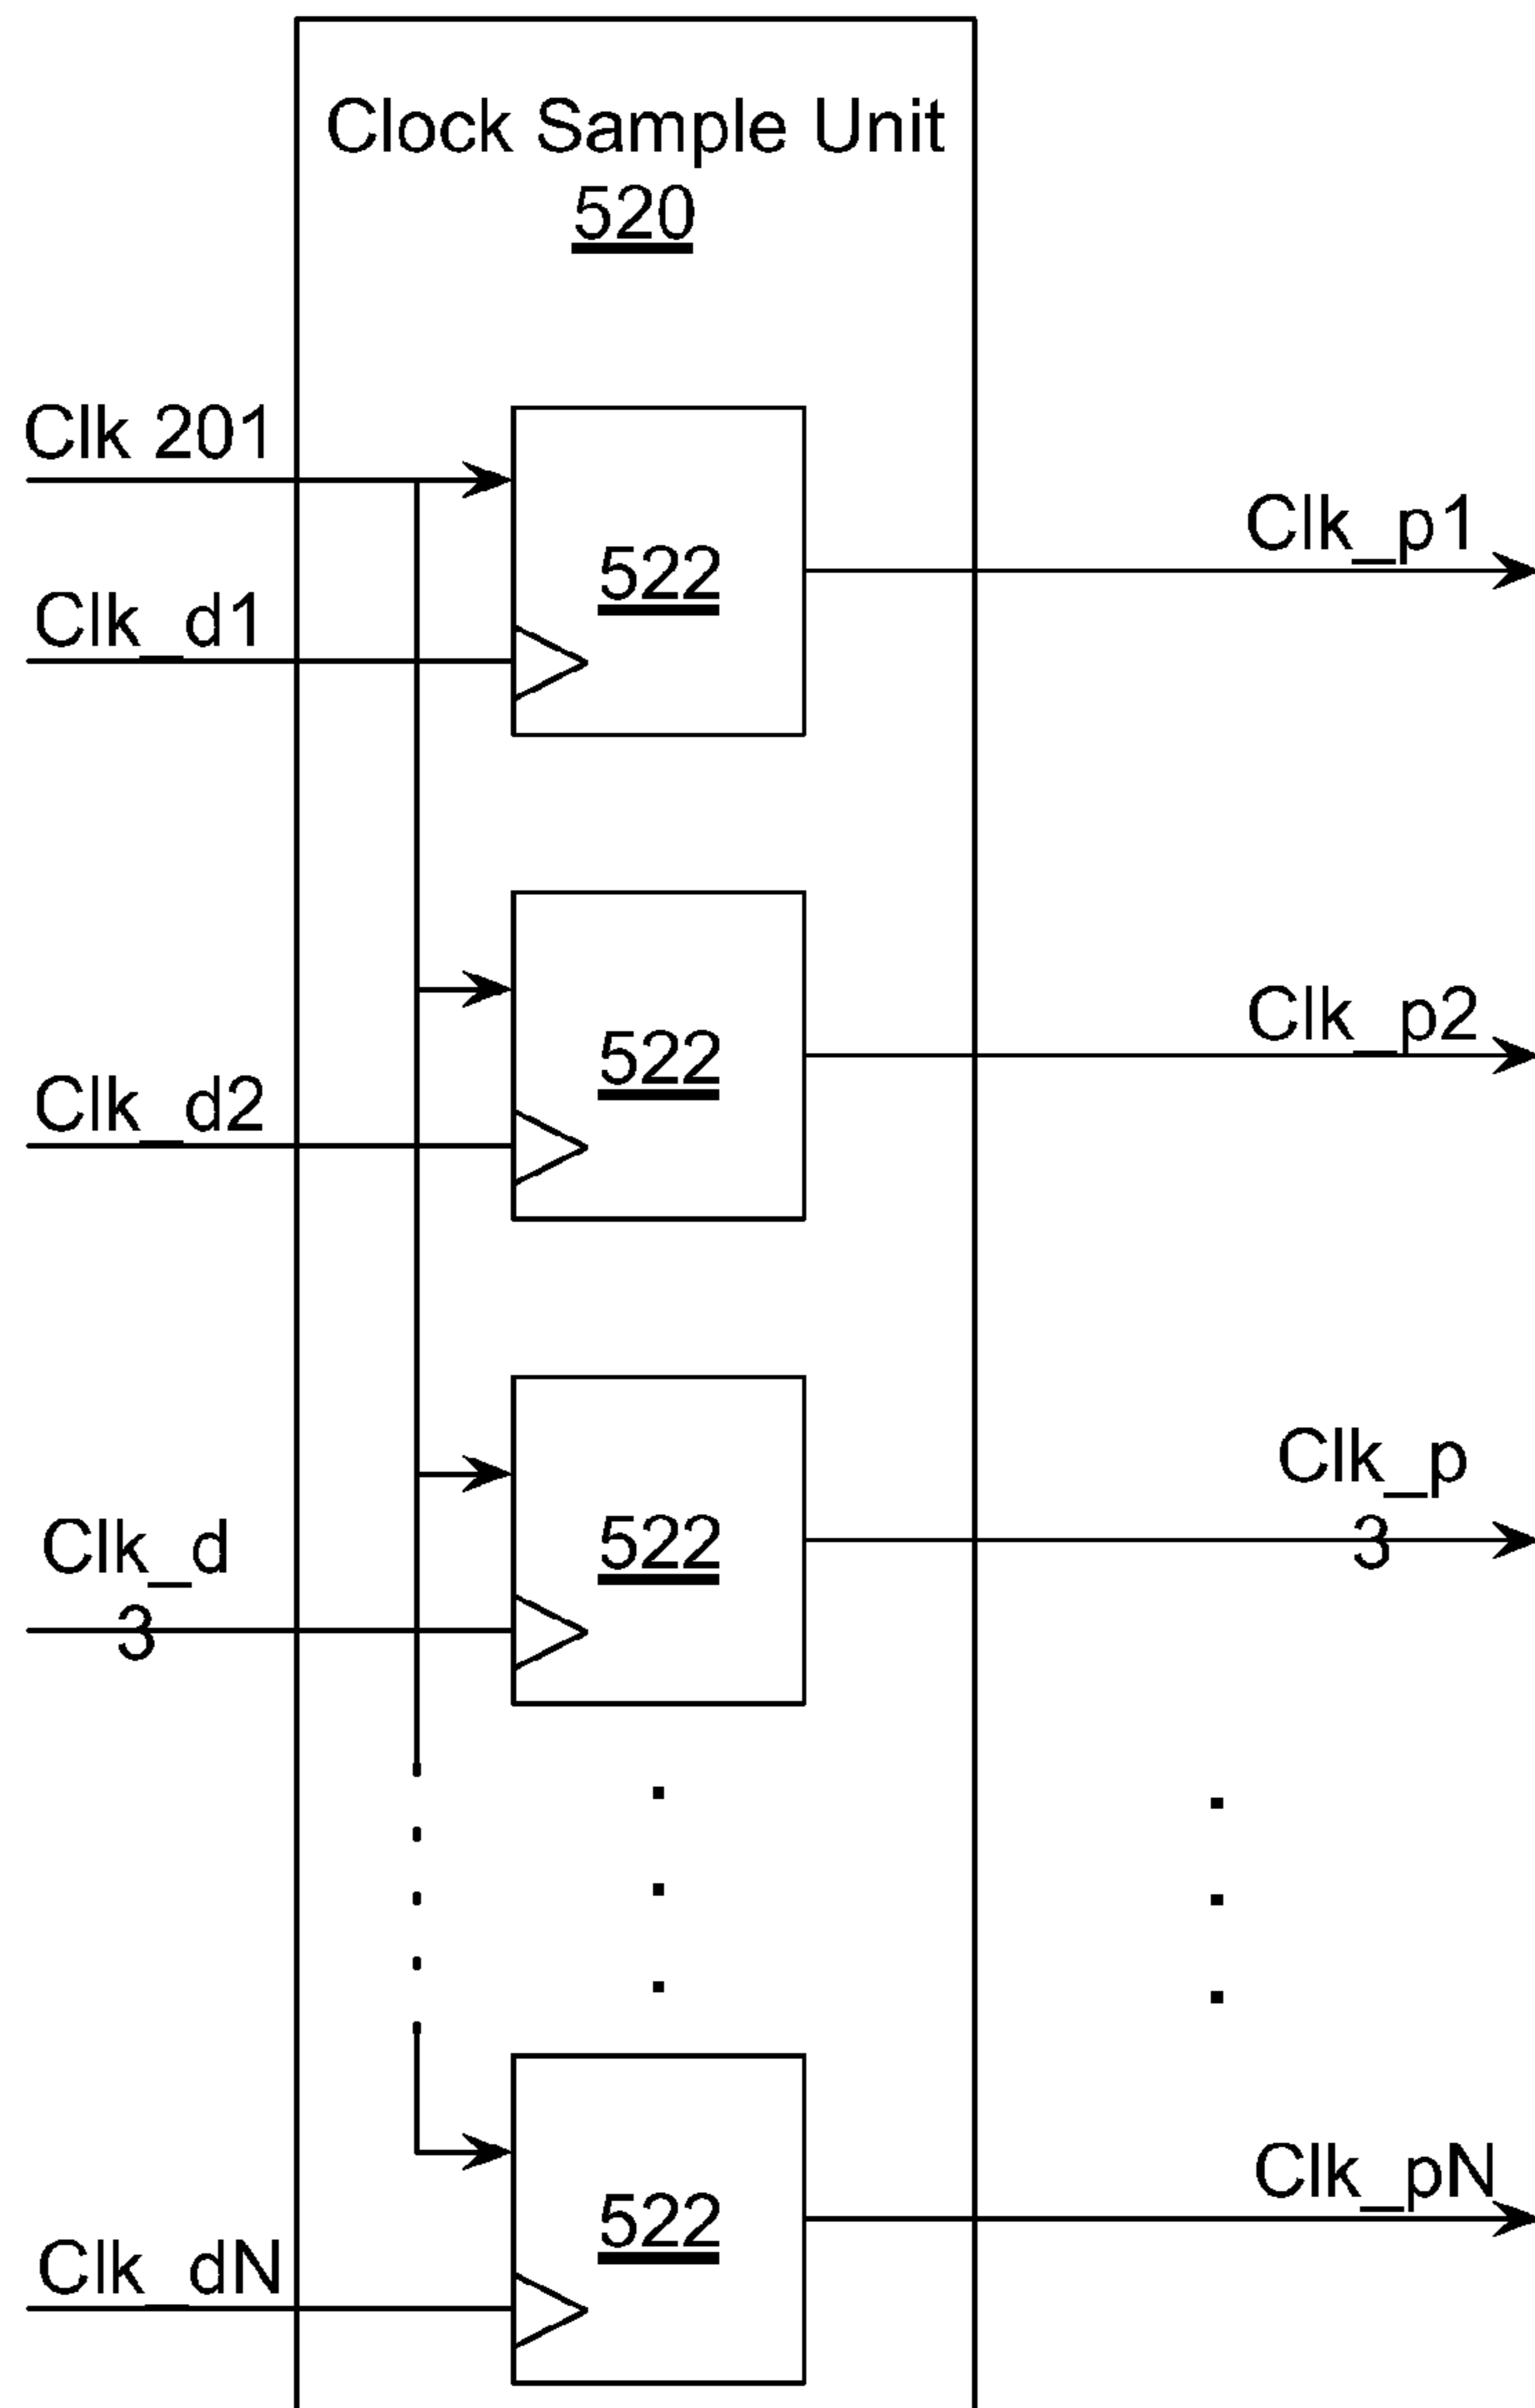 Clock Sample Unit
520
Clk 201
522
Clk_p1
Clk_d1
522
Clk_p2
Clk_d2
522
Clk_p
3
Clk_d
3
522
Clk_pN
Clk_dN